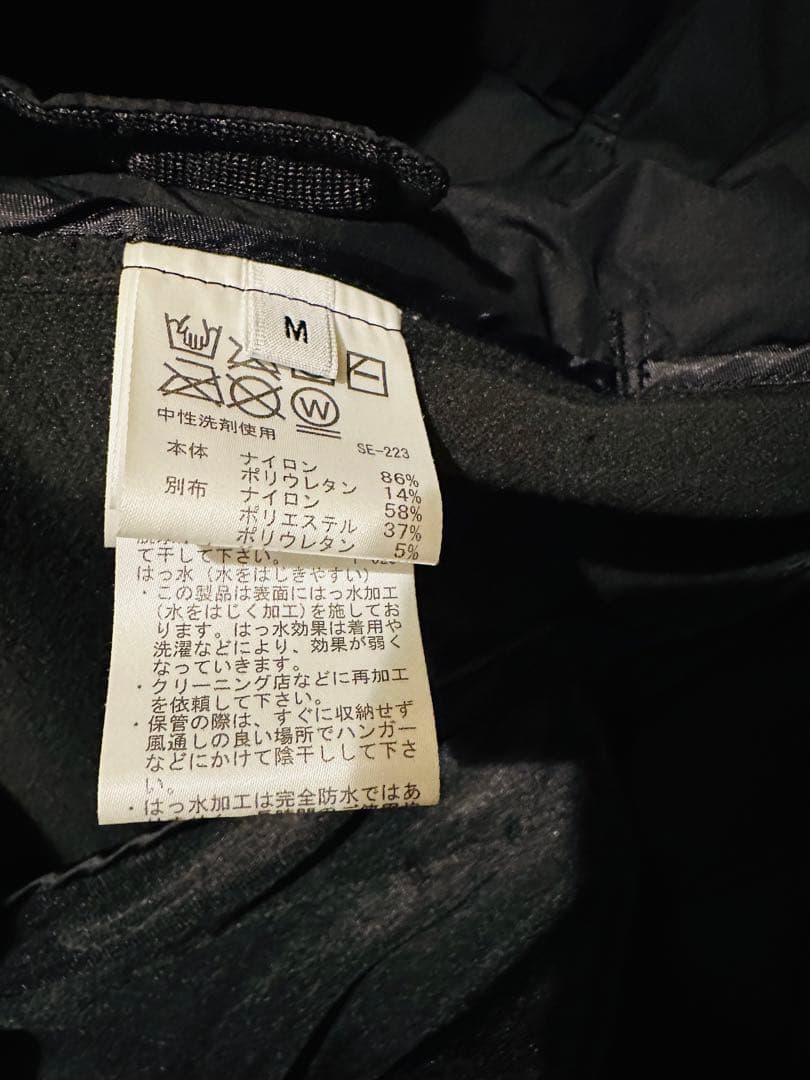 M
W
中性洗剤使用
SE-223
本体 ナイロン 86%
ポリウレタン 14%
別布 ナイロン 58%
ポリエステル 37%
ポリウレタン 5%
て干して下さい。
はっ水（水をはじきやすい）
・この製品は表面にはっ水加工
（水をはじく加工）を施してお
ります。はっ水効果は着用や
洗濯などにより、効果が弱く
なっていきます。
・クリーニング店などに再加工
を依頼して下さい。
・保管の際は、すぐに収納せず
風通しの良い場所でハンガー
などにかけて陰干しして下さ
い。
・はっ水加工は完全防水ではあ